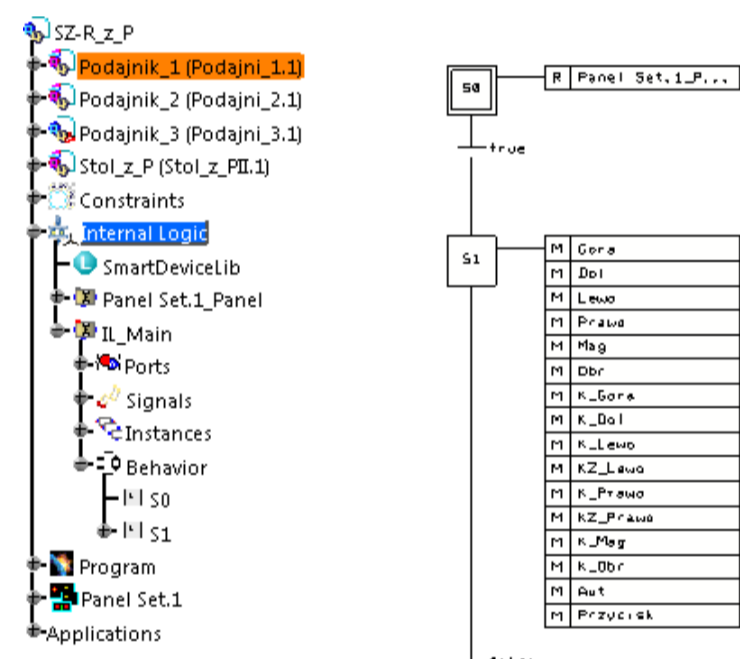 SZ-R_z_P
Podajnik_1 (Podajni_1.1)
Podajnik_2 (Podajni_2.1)
Podajnik_3 (Podajni_3.1)
Stol_z_P (Stol_z_PII.1)
Constraints
Internal Logic
L SmartDeviceLib
Panel Set.1_Panel
IL_Main
Ports
Signals
Instances
Behavior
S0
S1
Program
Panel Set.1
Applications
S0
R Panel Set.1_P...
true
S1
M Gora
M Dol
M Lewo
M Prawo
M Mag
M Obr
M K_Gora
M K_Dol
M K_Lewo
M KZ_Lewo
M K_Prawo
M KZ_Prawo
M K_Mag
M K_Obr
M Aut
M Przycisk